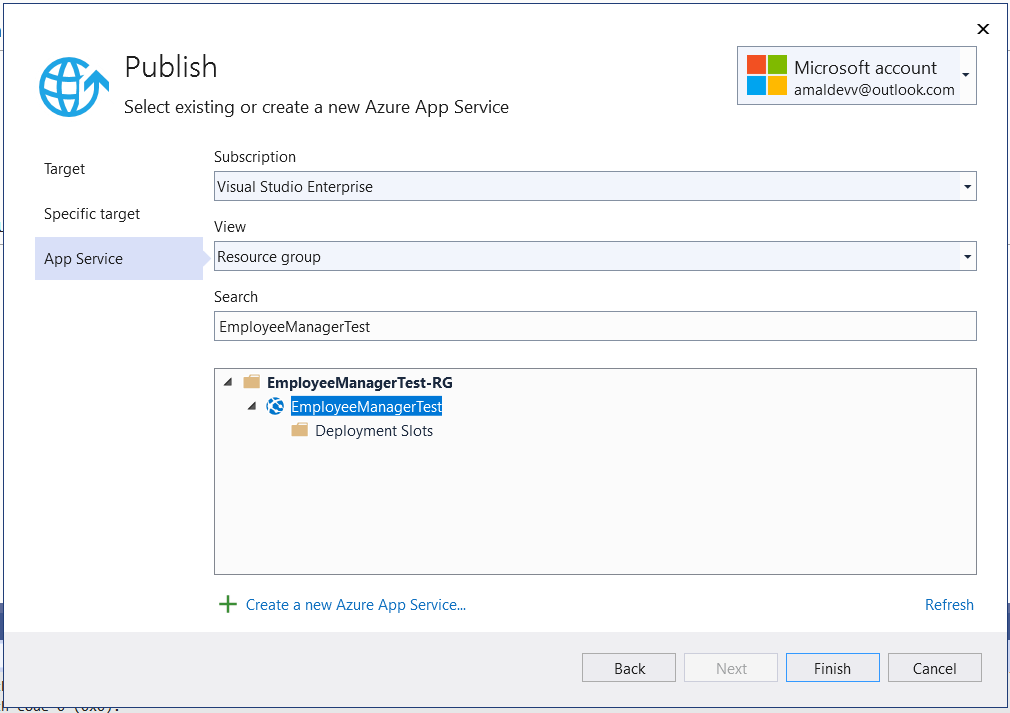 Publish
Select existing or create a new Azure App Service
Microsoft account
amaldevv@outlook.com
Target
Specific target
App Service
Subscription
Visual Studio Enterprise
View
Resource group
Search
EmployeeManagerTest
EmployeeManagerTest-RG
EmployeeManagerTest
Deployment Slots
Create a new Azure App Service...
Refresh
Back
Next
Finish
Cancel